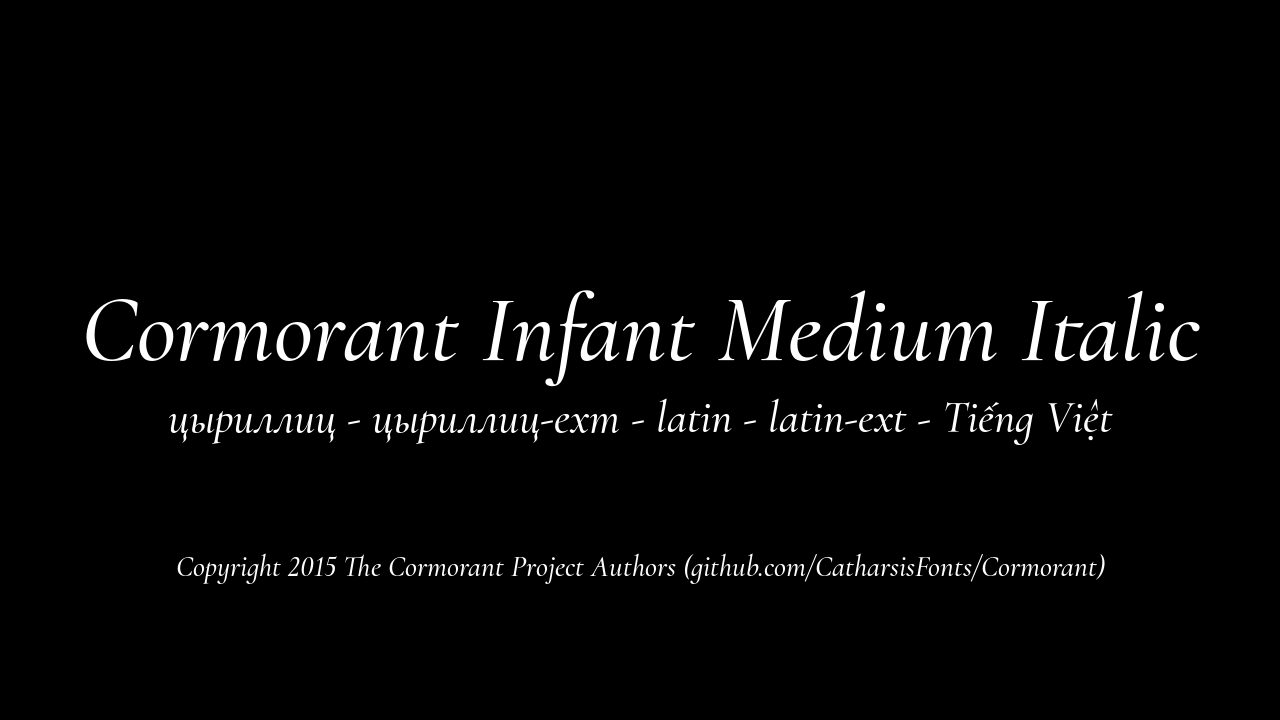 Cormorant Infant Medium Italic
цыриллиц - цыриллиц-ext - latin - latin-ext - Tiếng Việt
Copyright 2015 The Cormorant Project Authors (github.com/CatharsisFonts/Cormorant)